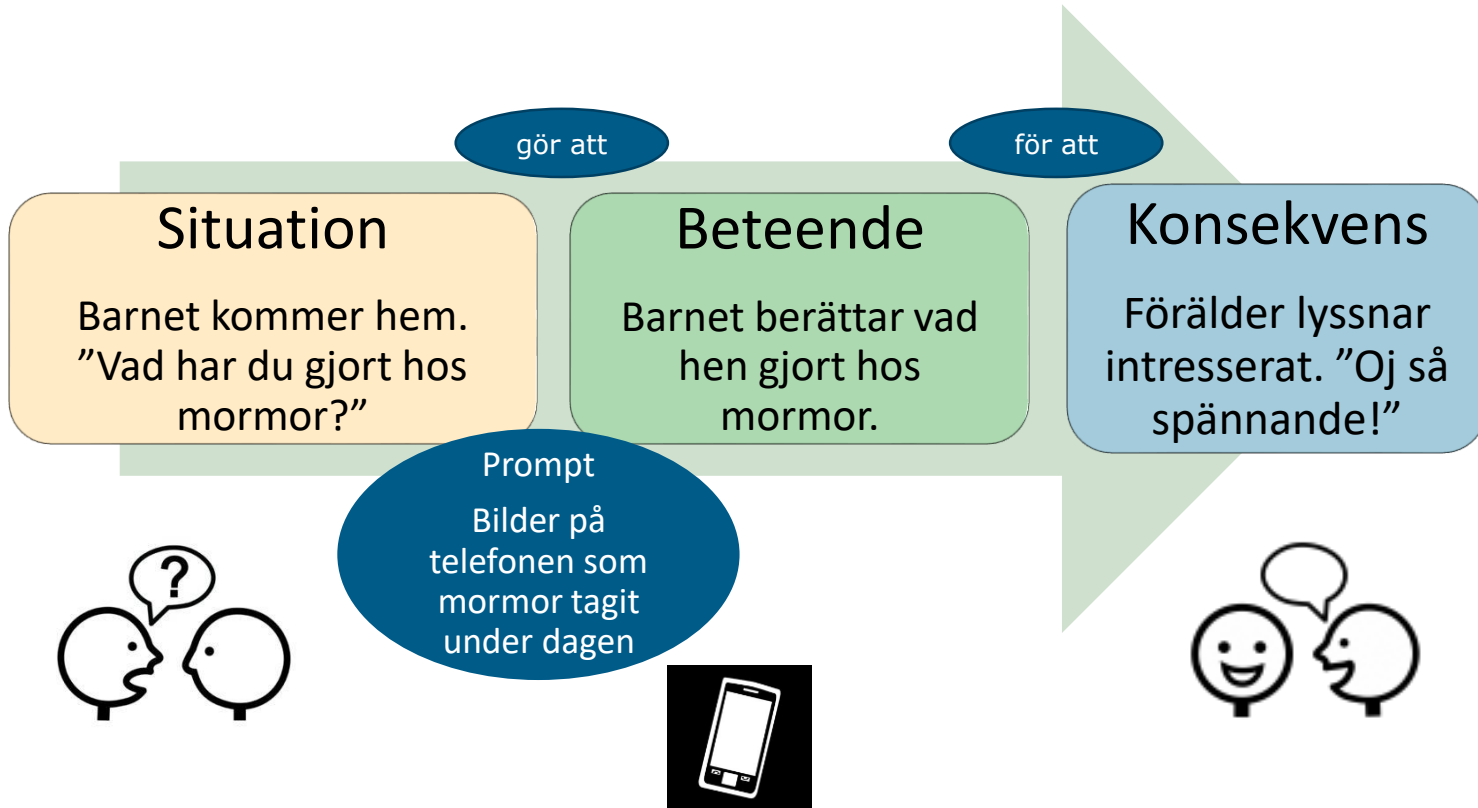 gör att
för att
Situation
Barnet kommer hem.
”Vad har du gjort hos
mormor?”
Beteende
Barnet berättar vad
hen gjort hos
mormor.
Konsekvens
Förälder lyssnar
intresserat. ”Oj så
spännande!”
Prompt
Bilder på
telefonen som
mormor tagit
under dagen
?